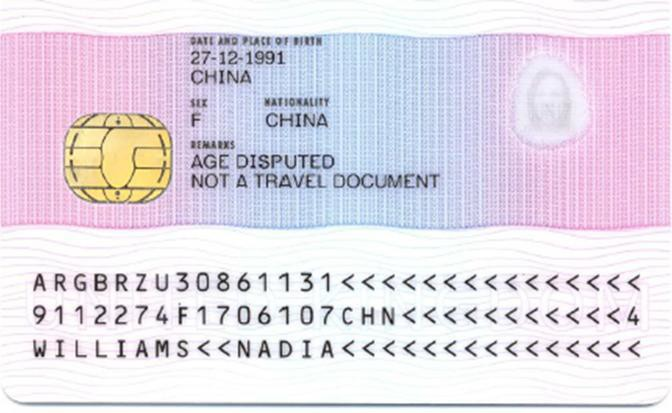 DATE AND PLACE OF BIRTH
27-12-1991
CHINA
SEX NATIONALITY
F CHINA
REMARKS
AGE DISPUTED
NOT A TRAVEL DOCUMENT
ARGBRZU30861131<<<<<<<<<<<<<<<
9112274F1706107CHN<<<<<<<<<<<4
WILLIAMS<<NADIA<<<<<<<<<<<<<<<